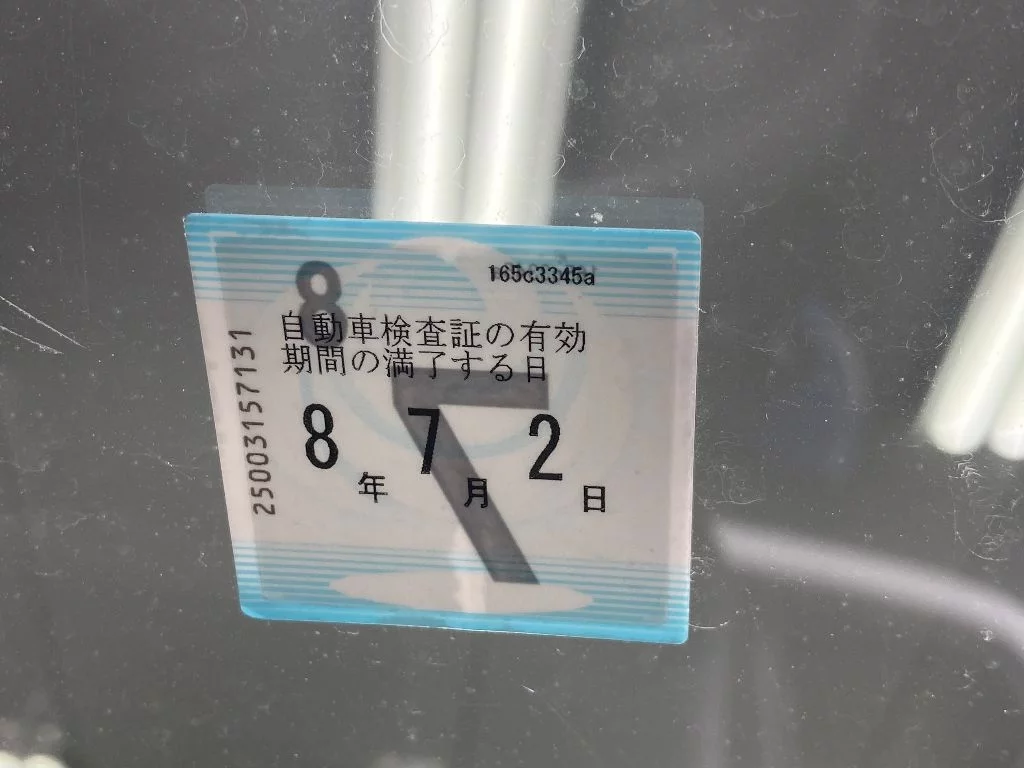 165c3345a
8
自動車検査証の有効
期間の満了する日
8年7月2日
7
25003157131